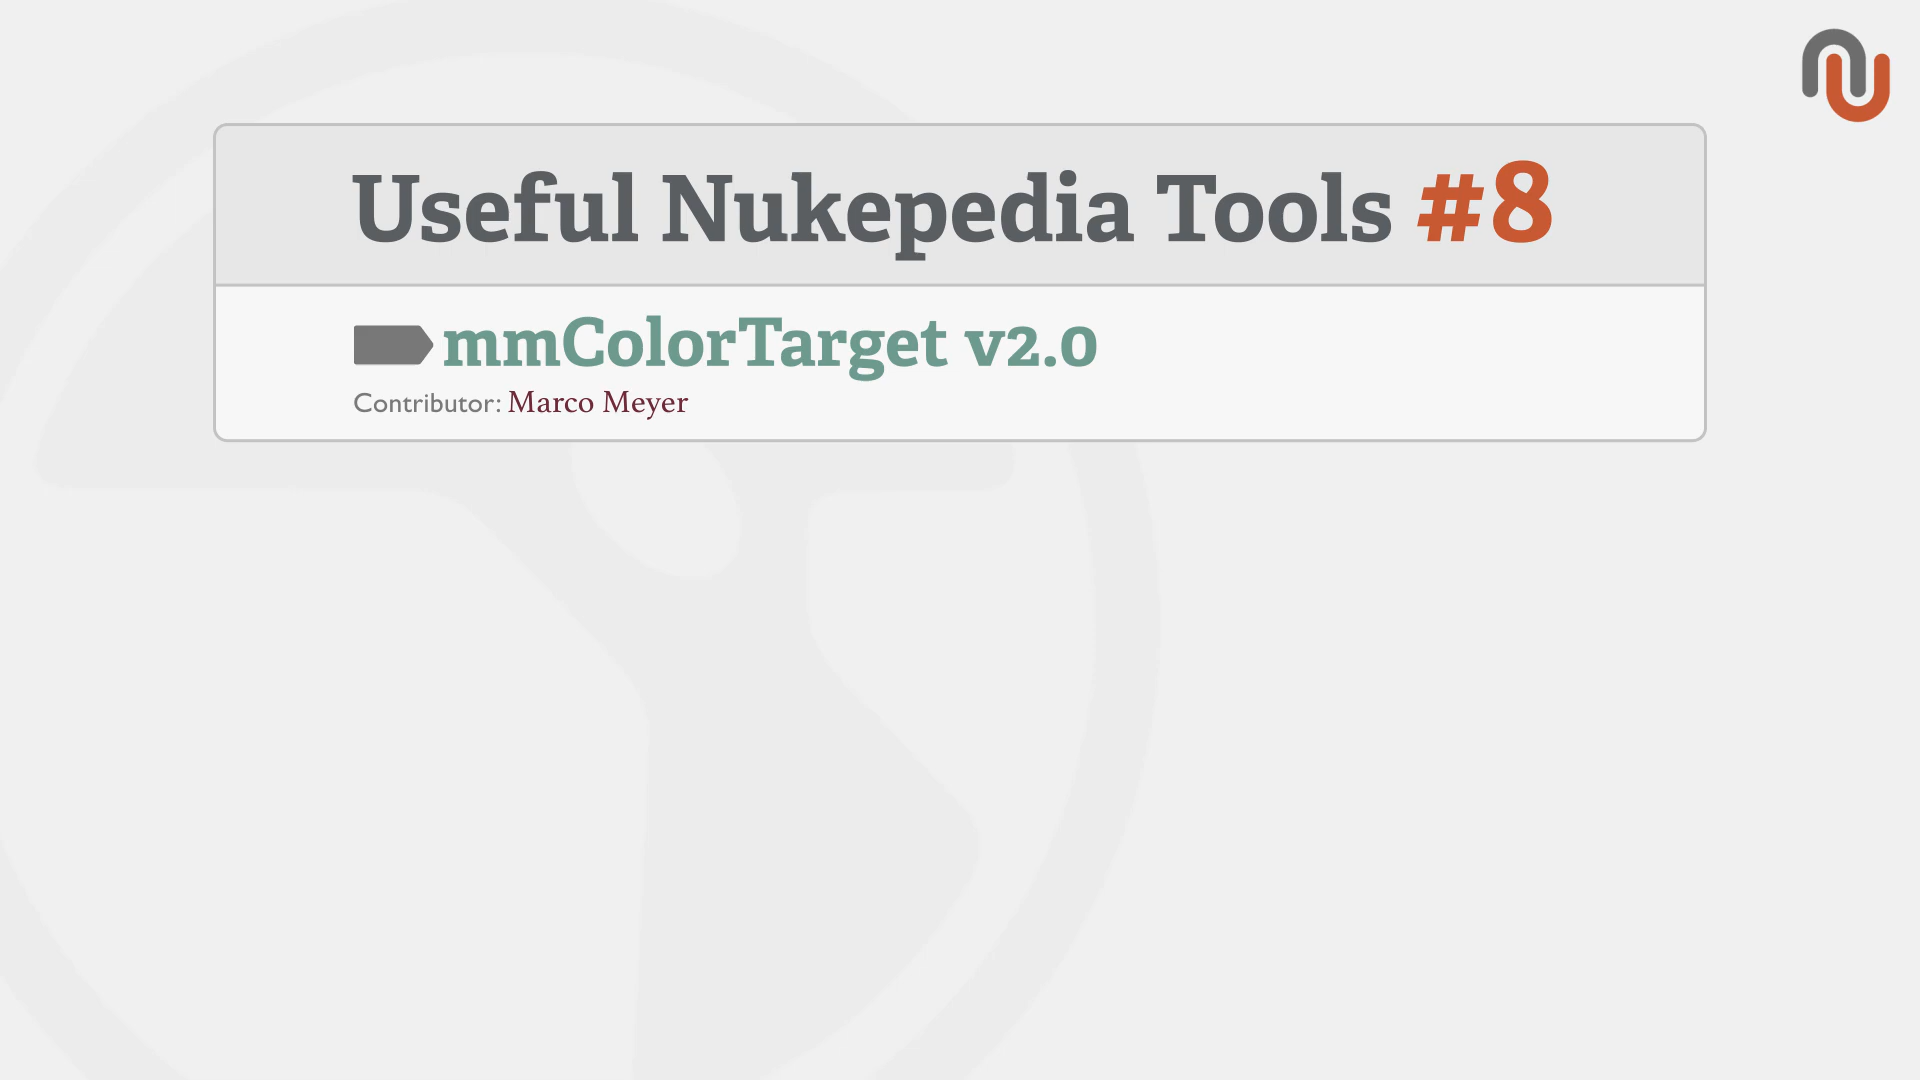 Useful Nukepedia Tools #8
mmColorTarget v2.0
Contributor: Marco Meyer